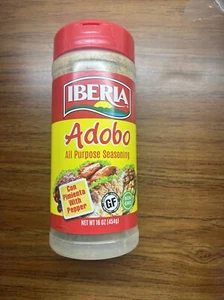 IBERIA
Adobo
All Purpose Seasoning
Con
Pimienta
With
Pepper
GF
NET WT 16 OZ (454g)